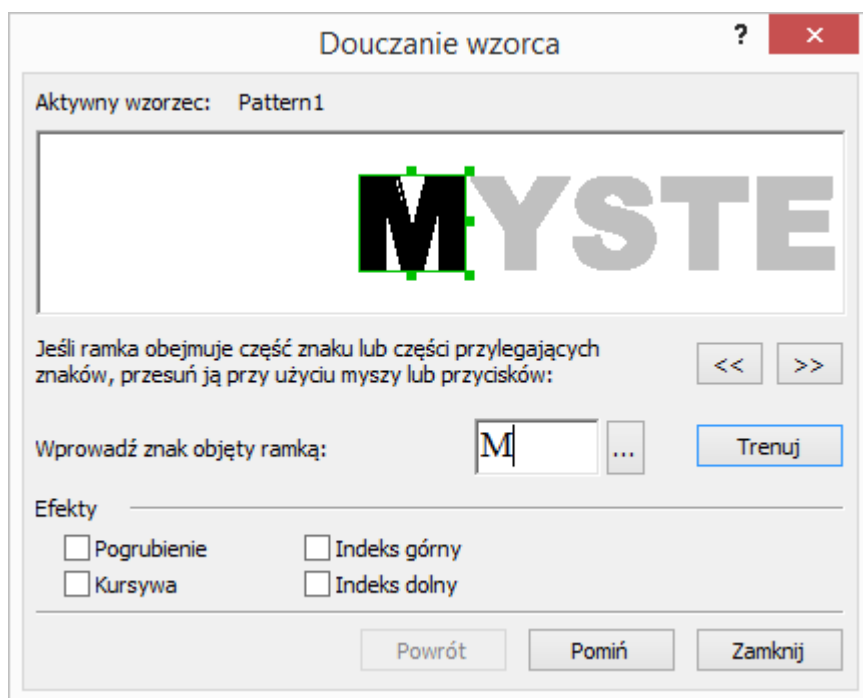 Douczanie wzorca
?
×
Aktywny wzorzec: Pattern1
MYSTE
Jeśli ramka obejmuje część znaku lub części przylegających
znaków, przesuń ją przy użyciu myszy lub przycisków:
<< >>
Wprowadź znak objęty ramką: M ... Trenuj
Efekty
Pogrubienie Indeks górny
Kursywa Indeks dolny
Powrót Pomiń Zamknij